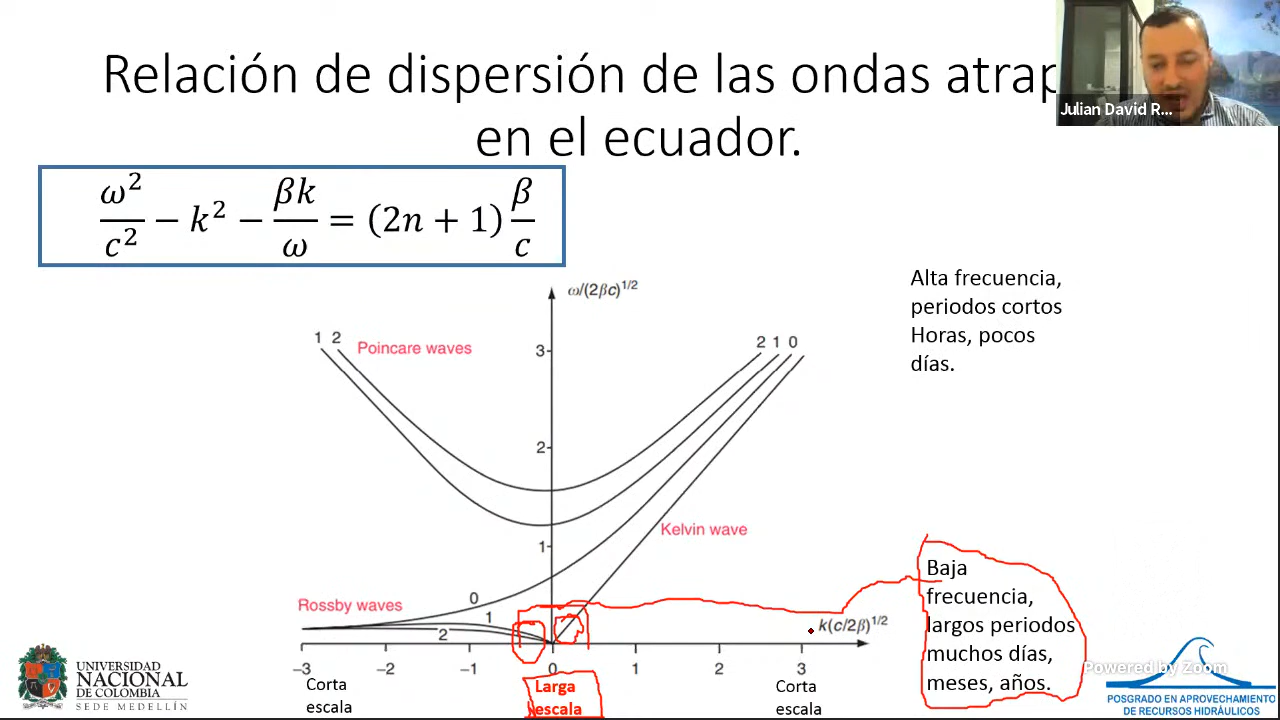 Relación de dispersión de las ondas atrap
en el ecuador.
Julian David R...
ω²/c² − k² − βk/ω = (2n + 1) β/c
Alta frecuencia,
periodos cortos
Horas, pocos
días.
ω/(2βc)^1/2
1 2
Poincare waves
2 1 0
3
2
Kelvin wave
1
Rossby waves
0
1
2
k(c/2β)^1/2
-3 -2 -1 0 1 2 3
Corta
escala
Larga
escala
Corta
escala
Baja
frecuencia,
largos periodos
muchos días,
meses, años.
Powered by Zoom
UNIVERSIDAD
NACIONAL
DE COLOMBIA
SEDE MEDELLÍN
POSGRADO EN APROVECHAMIENTO
DE RECURSOS HIDRÁULICOS